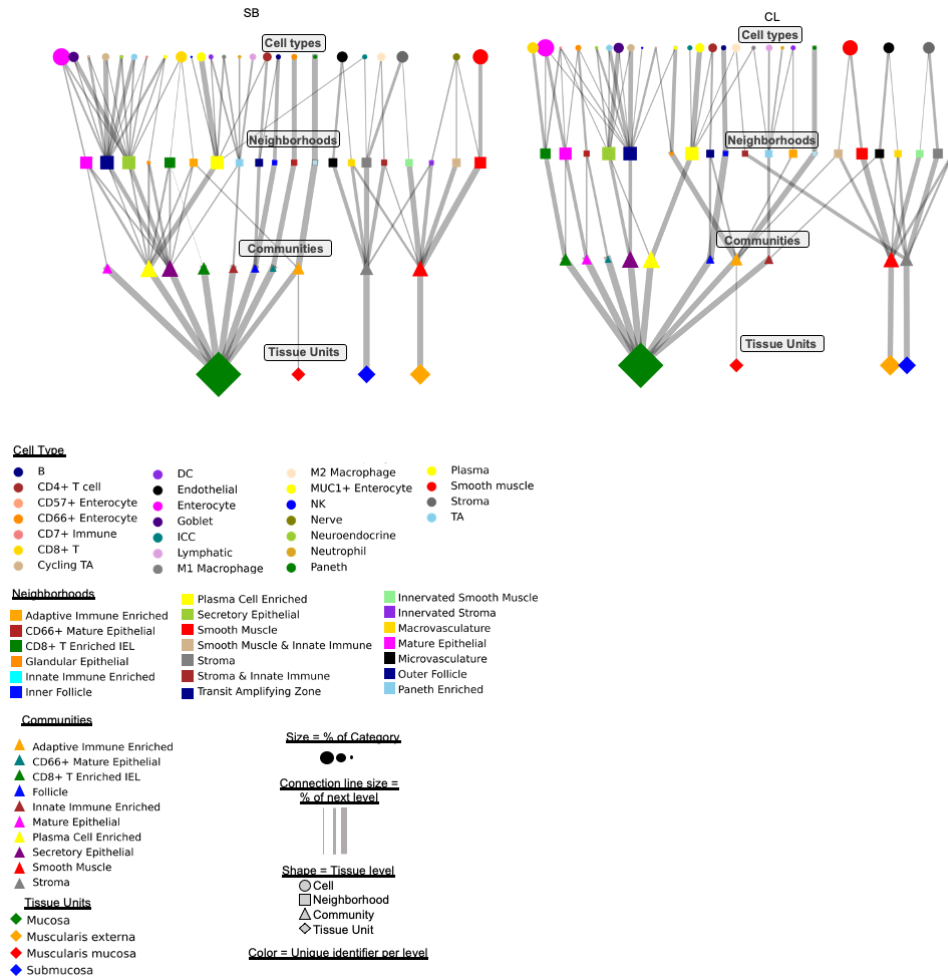 SB
CL
Cell types
Cell types
Neighborhoods
Neighborhoods
Communities
Communities
Tissue Units
Tissue Units
Cell Type
B
CD4+ T cell
CD57+ Enterocyte
CD66+ Enterocyte
CD7+ Immune
CD8+ T
Cycling TA
DC
Endothelial
Enterocyte
Goblet
ICC
Lymphatic
M1 Macrophage
M2 Macrophage
MUC1+ Enterocyte
NK
Nerve
Neuroendocrine
Neutrophil
Paneth
Plasma
Smooth muscle
Stroma
TA
Neighborhoods
Adaptive Immune Enriched
CD66+ Mature Epithelial
CD8+ T Enriched IEL
Glandular Epithelial
Innate Immune Enriched
Inner Follicle
Plasma Cell Enriched
Secretory Epithelial
Smooth Muscle
Smooth Muscle & Innate Immune
Stroma
Stroma & Innate Immune
Transit Amplifying Zone
Innervated Smooth Muscle
Innervated Stroma
Macrovasculature
Mature Epithelial
Microvasculature
Outer Follicle
Paneth Enriched
Communities
Adaptive Immune Enriched
CD66+ Mature Epithelial
CD8+ T Enriched IEL
Follicle
Innate Immune Enriched
Mature Epithelial
Plasma Cell Enriched
Secretory Epithelial
Smooth Muscle
Stroma
Tissue Units
Mucosa
Muscularis externa
Muscularis mucosa
Submucosa
Size = % of Category
Connection line size =
% of next level
Shape = Tissue level
Cell
Neighborhood
Community
Tissue Unit
Color = Unique identifier per level